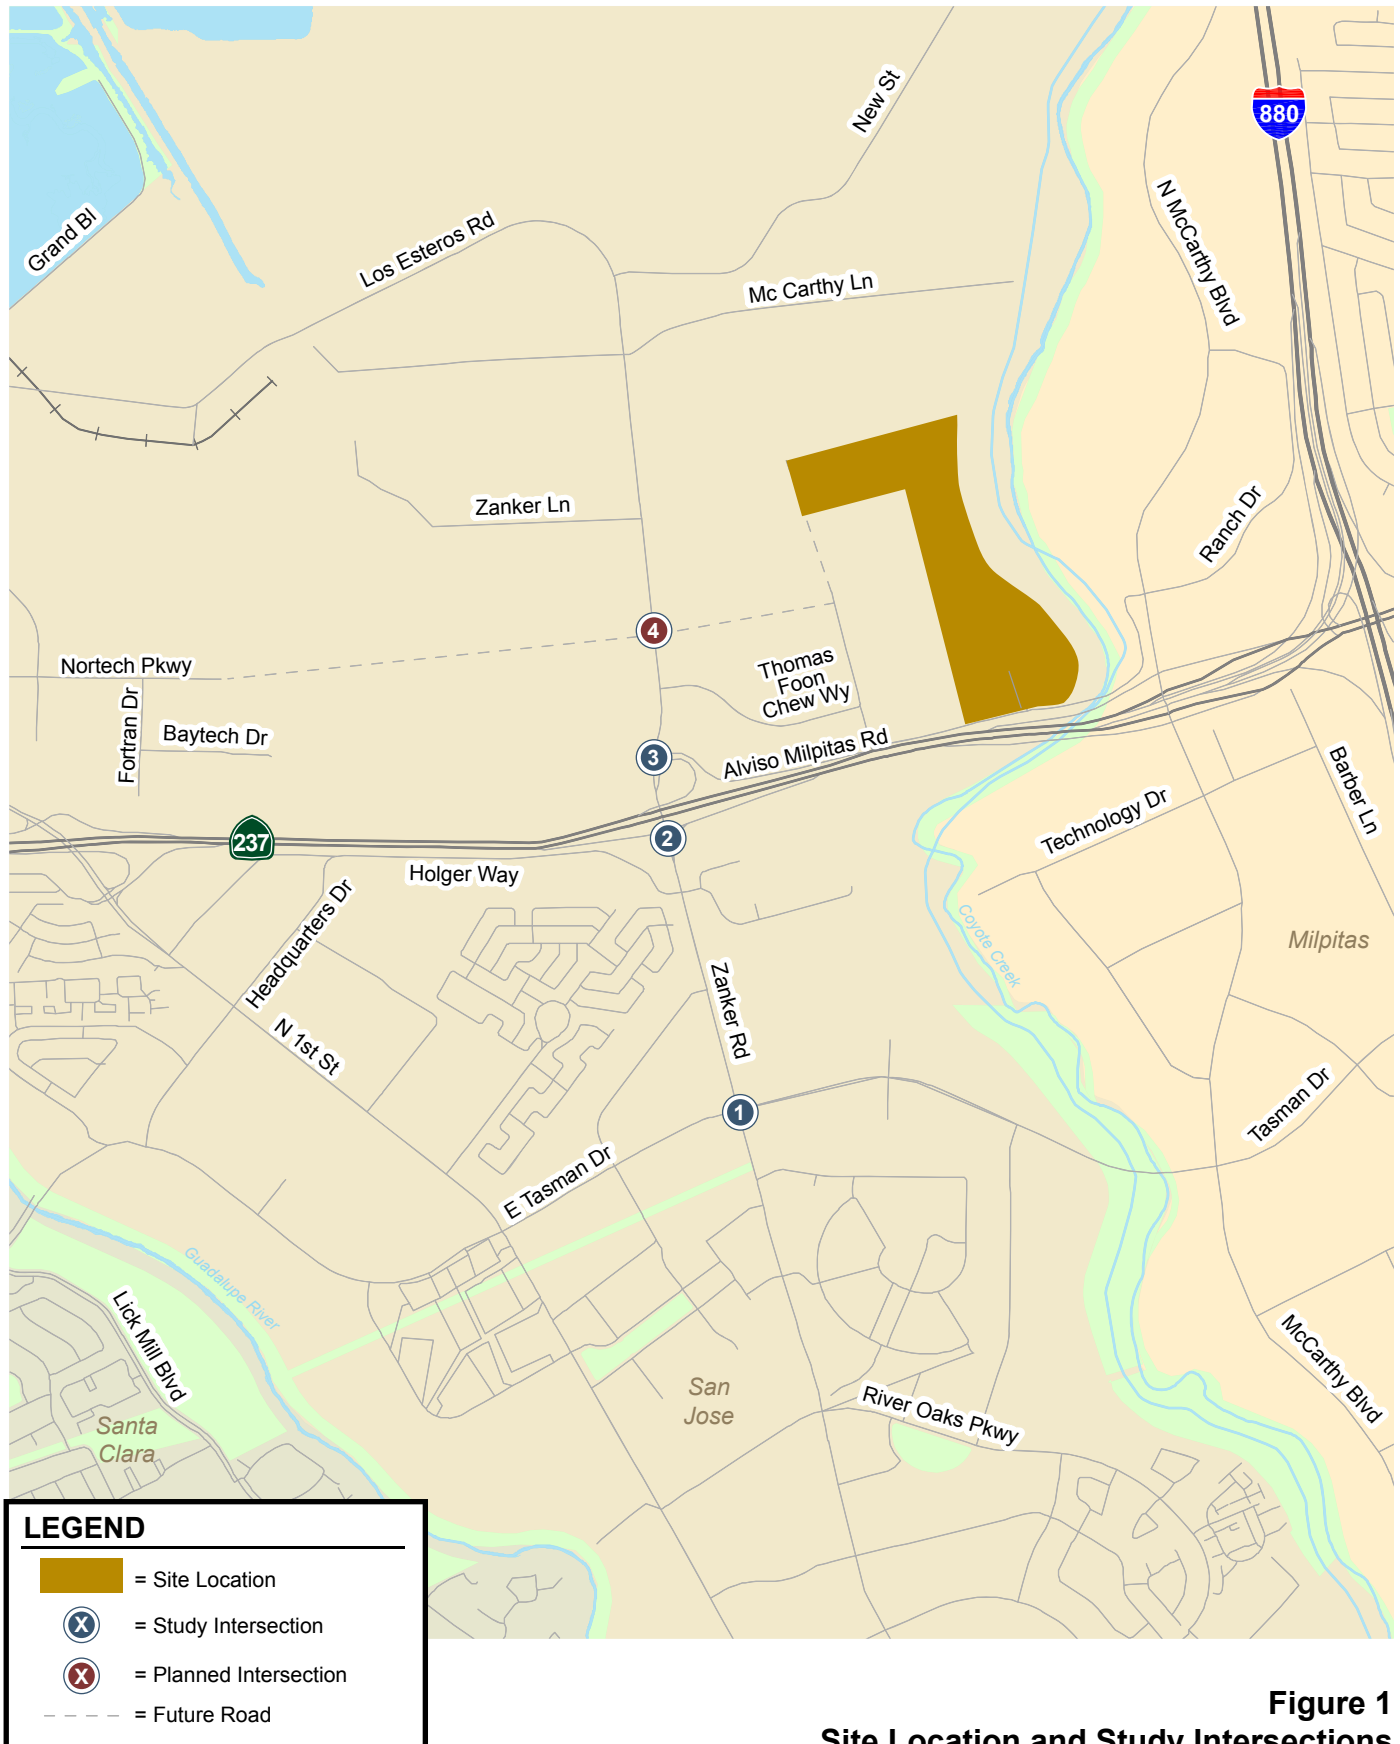 New St
880
N McCarthy Blvd
Grand Bl
Los Esteros Rd
Mc Carthy Ln
Zanker Ln
Ranch Dr
4
Nortech Pkwy
Thomas
Foon
Chew Wy
Fortran Dr
Baytech Dr
3
Alviso Milpitas Rd
Barber Ln
237
2
Technology Dr
Holger Way
Headquarters Dr
Coyote Creek
Milpitas
Zanker Rd
N 1st St
1
Tasman Dr
E Tasman Dr
Guadalupe River
Lick Mill Blvd
McCarthy Blvd
San
Jose
River Oaks Pkwy
Santa
Clara
LEGEND
= Site Location
X = Study Intersection
X = Planned Intersection
= Future Road
Figure 1
Site Location and Study Intersections